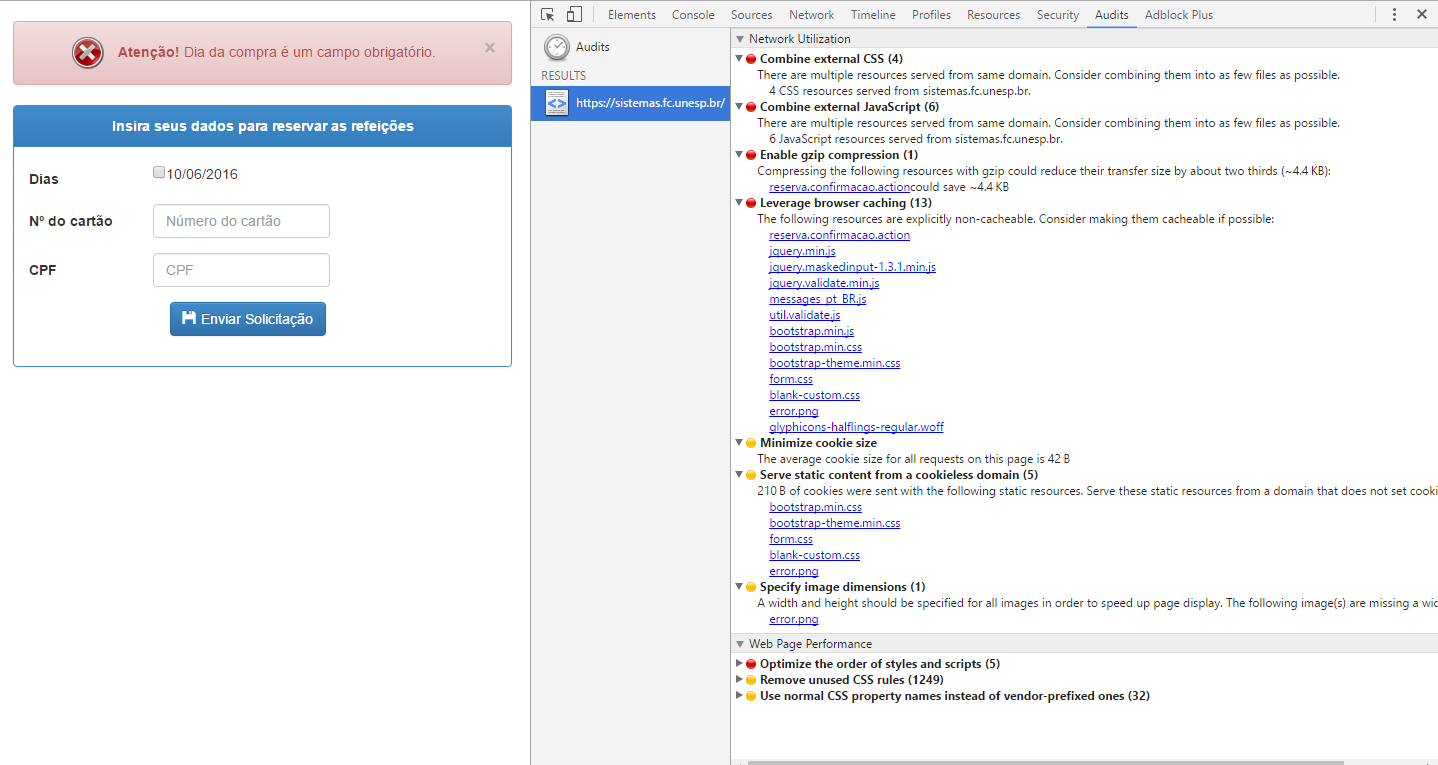 Atenção! Dia da compra é um campo obrigatório. ×
Insira seus dados para reservar as refeições
Dias 10/06/2016
Nº do cartão Número do cartão
CPF CPF
Enviar Solicitação
Elements Console Sources Network Timeline Profiles Resources Security Audits Adblock Plus
Audits
RESULTS
https://sistemas.fc.unesp.br/
Network Utilization
Combine external CSS (4)
There are multiple resources served from same domain. Consider combining them into as few files as possible.
4 CSS resources served from sistemas.fc.unesp.br.
Combine external JavaScript (6)
There are multiple resources served from same domain. Consider combining them into as few files as possible.
6 JavaScript resources served from sistemas.fc.unesp.br.
Enable gzip compression (1)
Compressing the following resources with gzip could reduce their transfer size by about two thirds (~4.4 KB):
reserva.confirmacao.actioncould save ~4.4 KB
Leverage browser caching (13)
The following resources are explicitly non-cacheable. Consider making them cacheable if possible:
reserva.confirmacao.action
jquery.min.js
jquery.maskedinput-1.3.1.min.js
jquery.validate.min.js
messages_pt_BR.js
util.validate.js
bootstrap.min.js
bootstrap.min.css
bootstrap-theme.min.css
form.css
blank-custom.css
error.png
glyphicons-halflings-regular.woff
Minimize cookie size
The average cookie size for all requests on this page is 42 B
Serve static content from a cookieless domain (5)
210 B of cookies were sent with the following static resources. Serve these static resources from a domain that does not set cooki
bootstrap.min.css
bootstrap-theme.min.css
form.css
blank-custom.css
error.png
Specify image dimensions (1)
A width and height should be specified for all images in order to speed up page display. The following image(s) are missing a wid
error.png
Web Page Performance
Optimize the order of styles and scripts (5)
Remove unused CSS rules (1249)
Use normal CSS property names instead of vendor-prefixed ones (32)